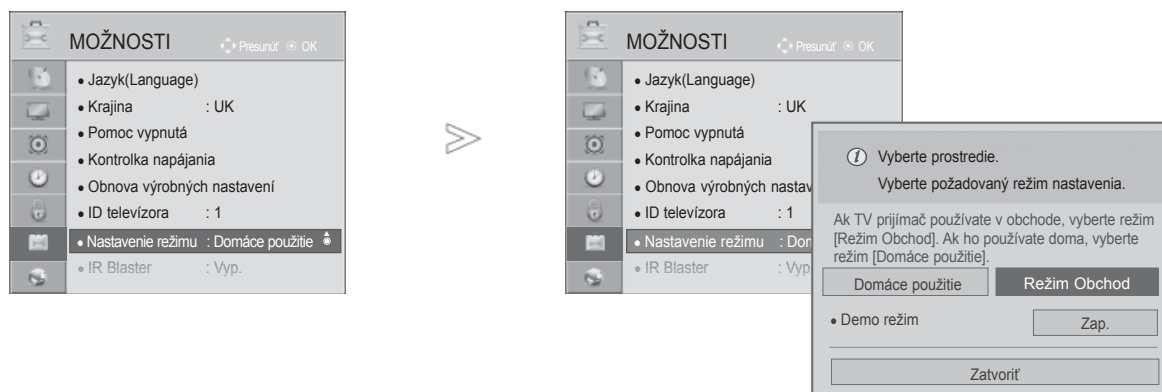 MOŽNOSTI
Presunúť OK
• Jazyk(Language)
• Krajina : UK
• Pomoc vypnutá
• Kontrolka napájania
• Obnova výrobných nastavení
• ID televízora : 1
• Nastavenie režimu : Domáce použitie
• IR Blaster : Vyp.
MOŽNOSTI
Presunúť OK
• Jazyk(Language)
• Krajina : UK
• Pomoc vypnutá
• Kontrolka napájania
• Obnova výrobných nastav
• ID televízora : 1
• Nastavenie režimu : Dom
• IR Blaster : Vyp
Vyberte prostredie.
Vyberte požadovaný režim nastavenia.
Ak TV prijímač používate v obchode, vyberte režim
[Režim Obchod]. Ak ho používate doma, vyberte
režim [Domáce použitie].
Domáce použitie Režim Obchod
• Demo režim Zap.
Zatvoriť